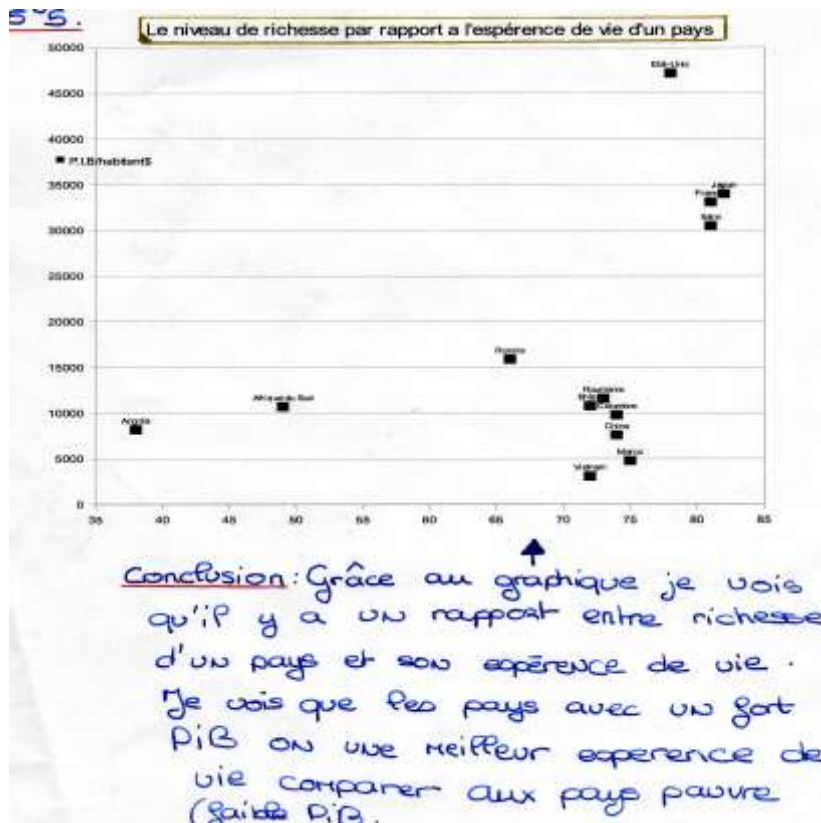 5°5.
Le niveau de richesse par rapport a l'espérence de vie d'un pays
50000
45000
40000
35000
30000
25000
20000
15000
10000
5000
0
P.I.B/habitant$
Etat-Unis
Japon
France
Russie
Afrique du Sud
Angola
Roumanie
Colombie
Chine
Maroc
Vietnam
35 40 45 50 55 60 65 70 75 80 85
Conclusion: Grâce au graphique je vois
qu'il y a un rapport entre richesse
d'un pays et son espérence de vie.
Je vois que les pays avec un fort
PiB on une meilleur esperence de
vie comparer aux pays pauvre
(faible PiB.